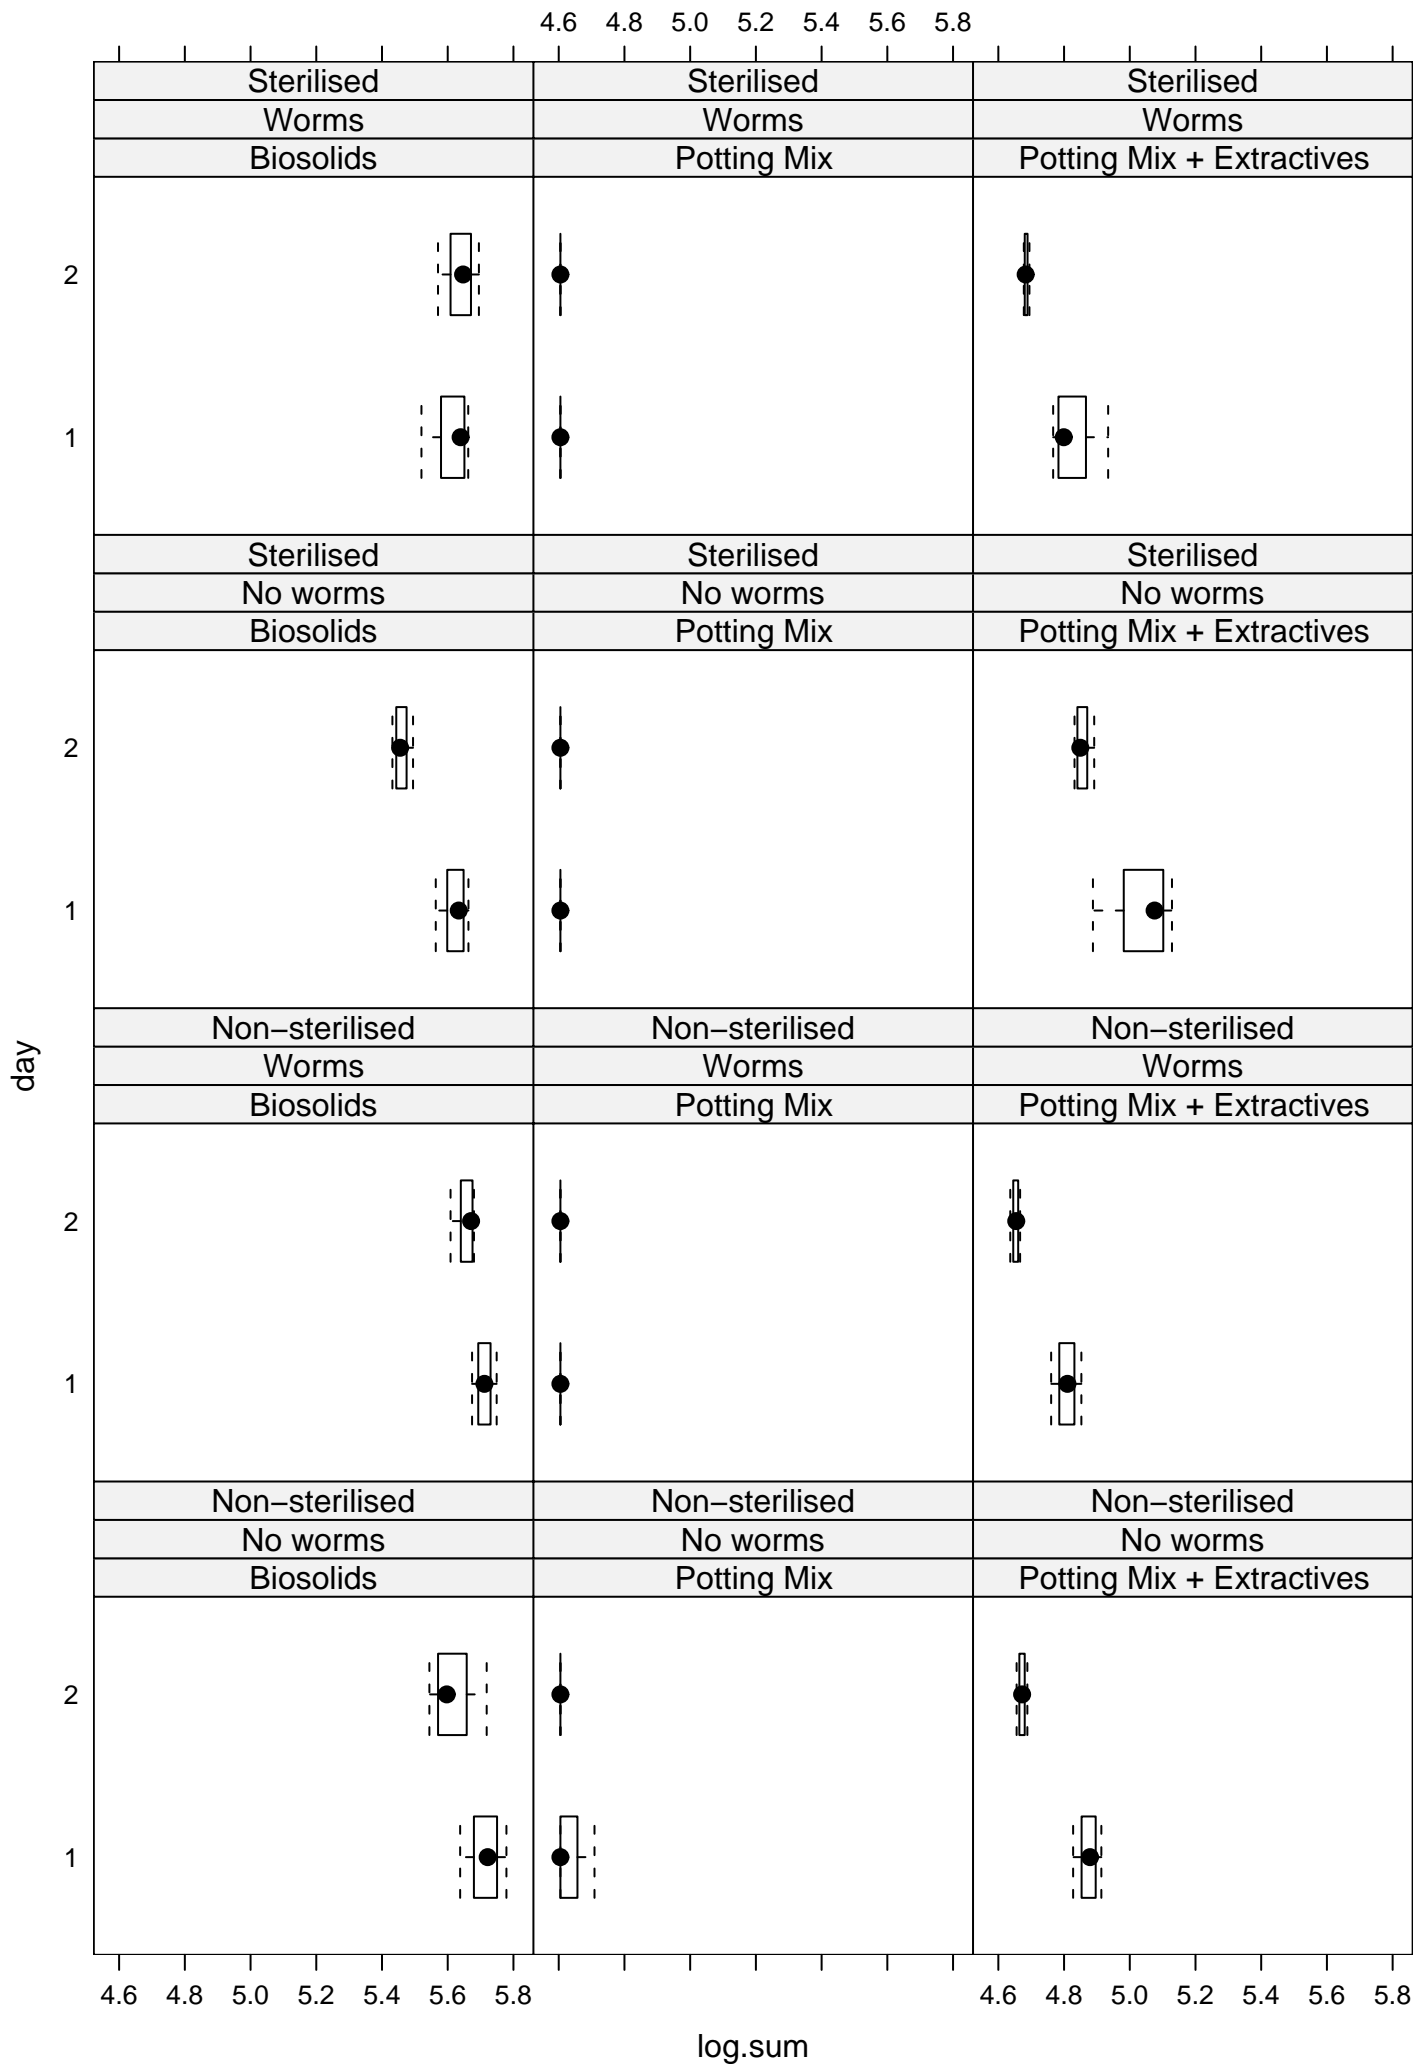 4.6 4.8 5.0 5.2 5.4 5.6 5.8
Sterilised Sterilised Sterilised
Worms Worms Worms
Biosolids Potting Mix Potting Mix + Extractives
2
1
Sterilised Sterilised Sterilised
No worms No worms No worms
Biosolids Potting Mix Potting Mix + Extractives
2
1
day
Non−sterilised Non−sterilised Non−sterilised
Worms Worms Worms
Biosolids Potting Mix Potting Mix + Extractives
2
1
Non−sterilised Non−sterilised Non−sterilised
No worms No worms No worms
Biosolids Potting Mix Potting Mix + Extractives
2
1
4.6 4.8 5.0 5.2 5.4 5.6 5.8 4.6 4.8 5.0 5.2 5.4 5.6 5.8
log.sum